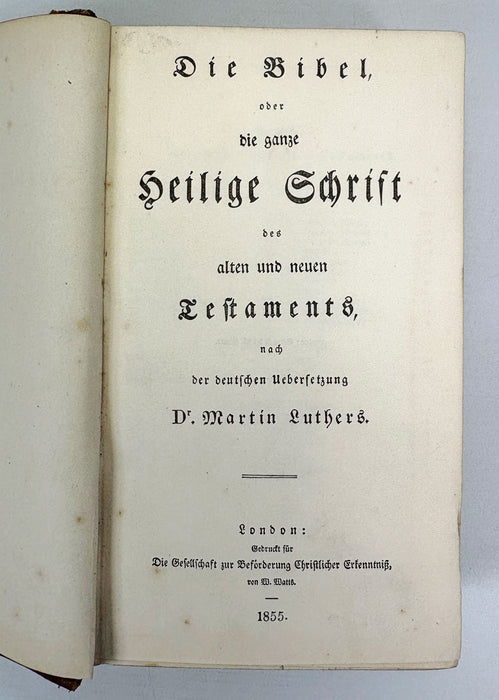 Die Bibel,
oder
die ganze
Heilige Schrift
des
alten und neuen
Testaments,
nach
der deutschen Uebersetzung
Dr. Martin Luthers.
London:
Gedruckt für
Die Gesellschaft zur Beförderung Christlicher Erkenntniß,
von W. Watts.
1855.